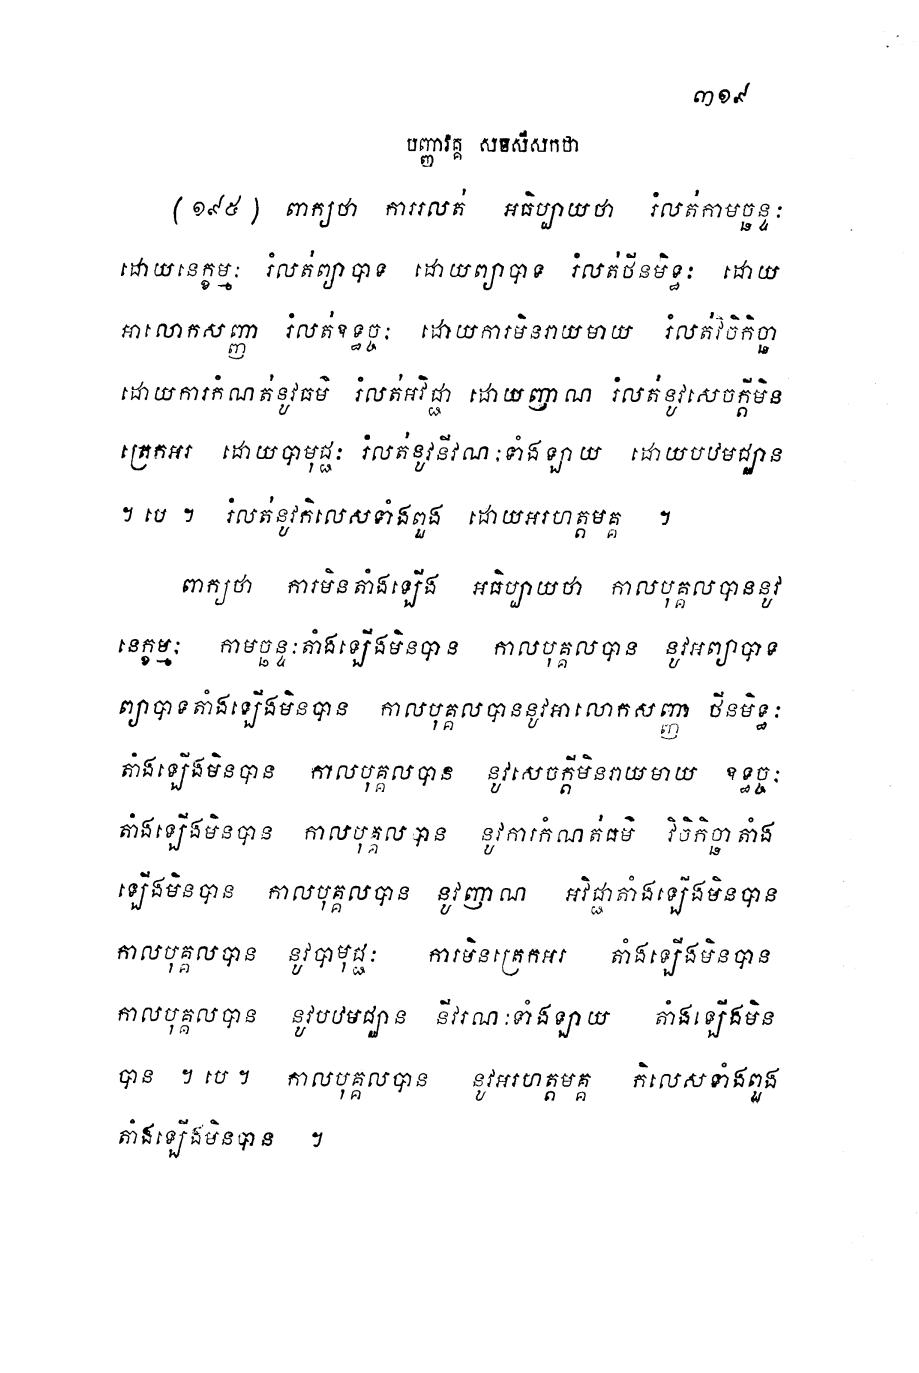 ៣១៩
បញ្ញាវគ្គ សមសីសកថា
(១៩៥) ពាក្យថា ការរលត់ អធិប្បាយថា រំលត់កាមច្ឆន្ទៈ
ដោយនេក្ខម្មៈ រំលត់ព្យាបាទ ដោយព្យាបាទ រំលត់ថីនមិទ្ធៈ ដោយ
អាលោកសញ្ញា រំលត់ឧទ្ធច្ចៈ ដោយការមិនរាយមាយ រំលត់វិចិកិច្ឆា
ដោយការកំណត់នូវធម៌ រំលត់អវិជ្ជា ដោយញាណ រំលត់នូវសេចក្តីមិន
ត្រេកអរ ដោយបាមុជ្ជៈ រំលត់នូវនីវរណៈទាំងឡាយ ដោយបឋមជ្ឈាន
។ បេ ។ រំលត់នូវកិលេសទាំងពួង ដោយអរហត្តមគ្គ ។
ពាក្យថា ការមិនតាំងឡើង អធិប្បាយថា កាលបុគ្គលបាននូវ
នេក្ខម្មៈ កាមច្ឆន្ទៈតាំងឡើងមិនបាន កាលបុគ្គលបាន នូវអព្យាបាទ
ព្យាបាទតាំងឡើងមិនបាន កាលបុគ្គលបាននូវអាលោកសញ្ញា ថីនមិទ្ធៈ
តាំងឡើងមិនបាន កាលបុគ្គលបាន នូវសេចក្តីមិនរាយមាយ ឧទ្ធច្ចៈ
តាំងឡើងមិនបាន កាលបុគ្គលបាន នូវការកំណត់ធម៌ វិចិកិច្ឆាតាំង
ឡើងមិនបាន កាលបុគ្គលបាន នូវញាណ អវិជ្ជាតាំងឡើងមិនបាន
កាលបុគ្គលបាន នូវបាមុជ្ជៈ ការមិនត្រេកអរ តាំងឡើងមិនបាន
កាលបុគ្គលបាន នូវបឋមជ្ឈាន នីវរណៈទាំងឡាយ តាំងឡើងមិន
បាន ។ បេ ។ កាលបុគ្គលបាន នូវអរហត្តមគ្គ កិលេសទាំងពួង
តាំងឡើងមិនបាន ។